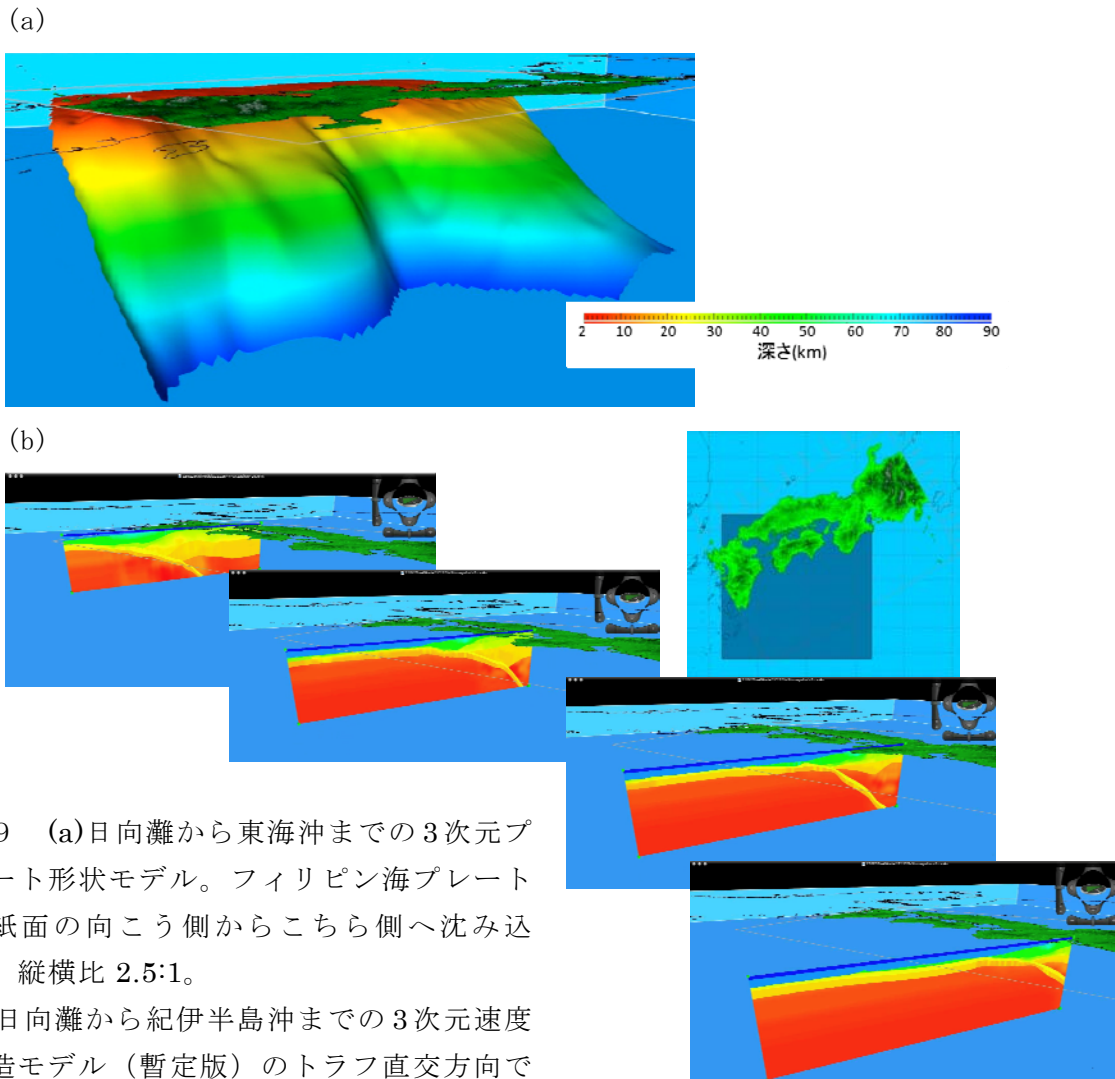 (a)
2 10 20 30 40 50 60 70 80 90
深さ(km)
(b)
9 (a)日向灘から東海沖までの3次元プ
ート形状モデル。フィリピン海プレート
紙面の向こう側からこちら側へ沈み込
縦横比 2.5:1。
日向灘から紀伊半島沖までの3次元速度
造モデル（暫定版）のトラフ直交方向で